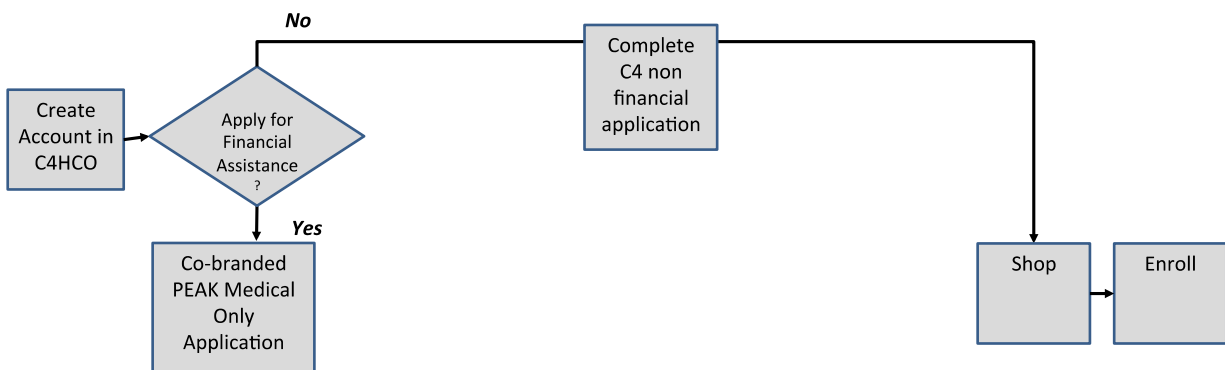 No
Create
Account in
C4HCO
Apply for
Financial
Assistance
?
Complete
C4 non
financial
application
Yes
Co-branded
PEAK Medical
Only
Application
Shop
Enroll